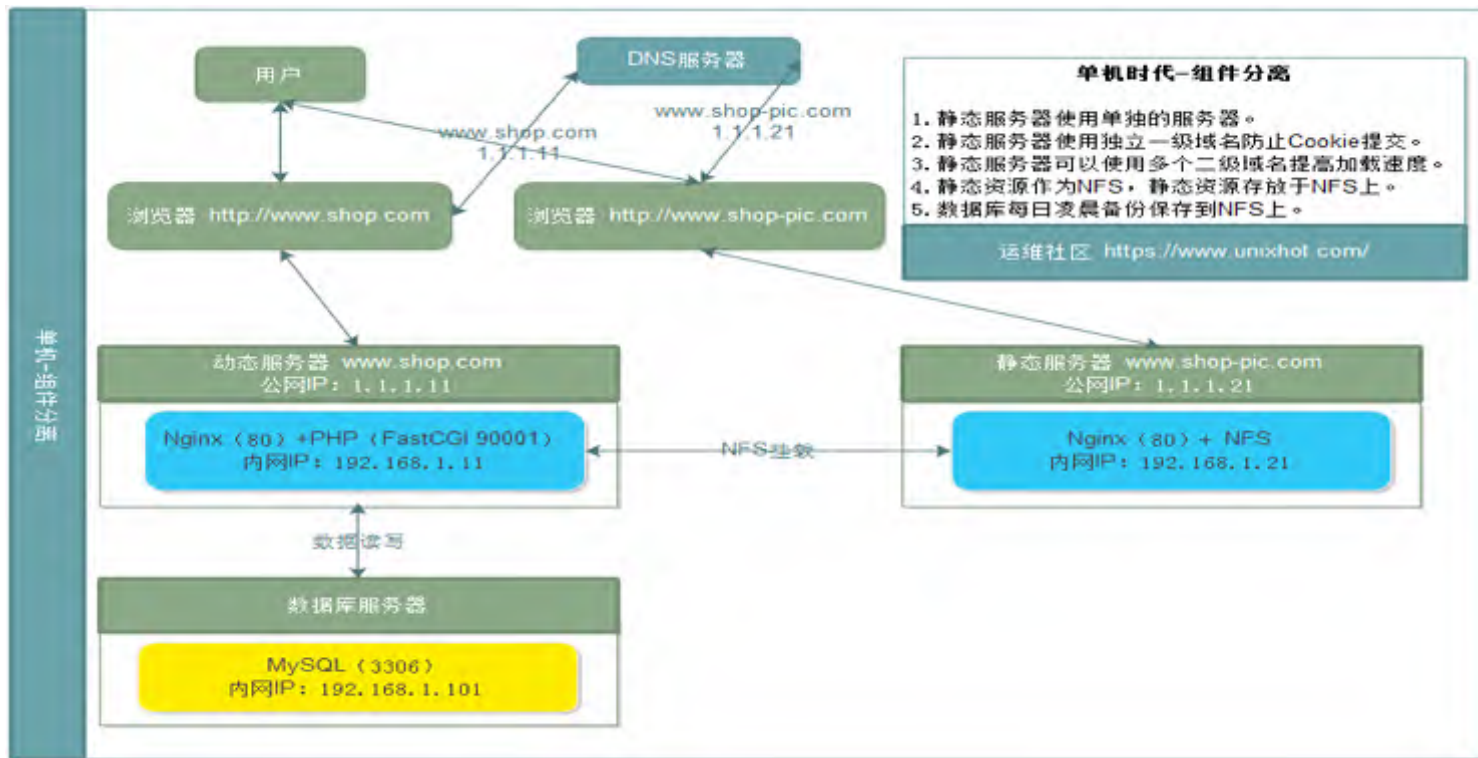 用户
DNS服务器
www.shop.com
1.1.1.11
www.shop-pic.com
1.1.1.21
单机时代-组件分离
1. 静态服务器使用单独的服务器。
2. 静态服务器使用独立一级域名防止Cookie提交。
3. 静态服务器可以使用多个二级域名提高加载速度。
4. 静态资源作为NFS，静态资源存放于NFS上。
5. 数据库每日凌晨备份保存到NFS上。
运维社区 https://www.unixhot.com/
浏览器 http://www.shop.com
浏览器 http://www.shop-pic.com
单机-组件分离
动态服务器 www.shop.com
公网IP：1.1.1.11
Nginx（80）+PHP（FastCGI 90001）
内网IP：192.168.1.11
NFS挂载
静态服务器 www.shop-pic.com
公网IP：1.1.1.21
Nginx（80）+ NFS
内网IP：192.168.1.21
数据读写
数据库服务器
MySQL（3306）
内网IP：192.168.1.101